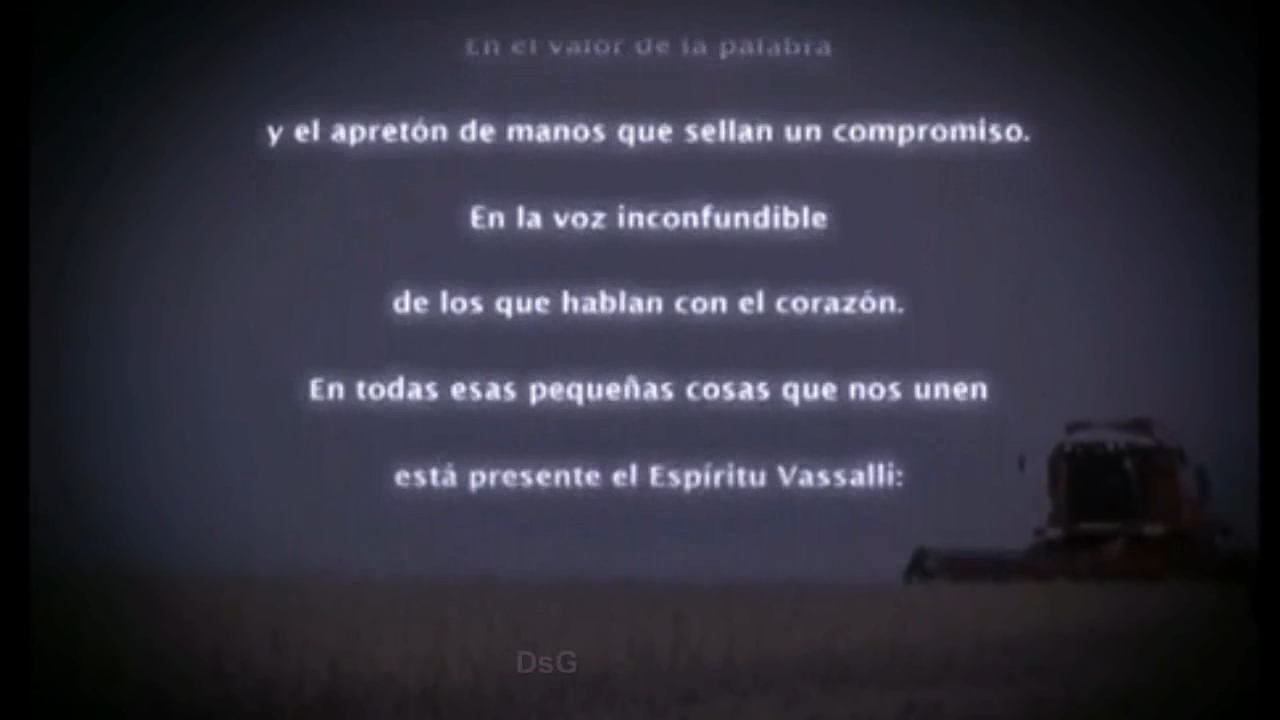 En el valor de la palabra
y el apretón de manos que sellan un compromiso.
En la voz inconfundible
de los que hablan con el corazón.
En todas esas pequeñas cosas que nos unen
está presente el Espíritu Vassalli:
DsG